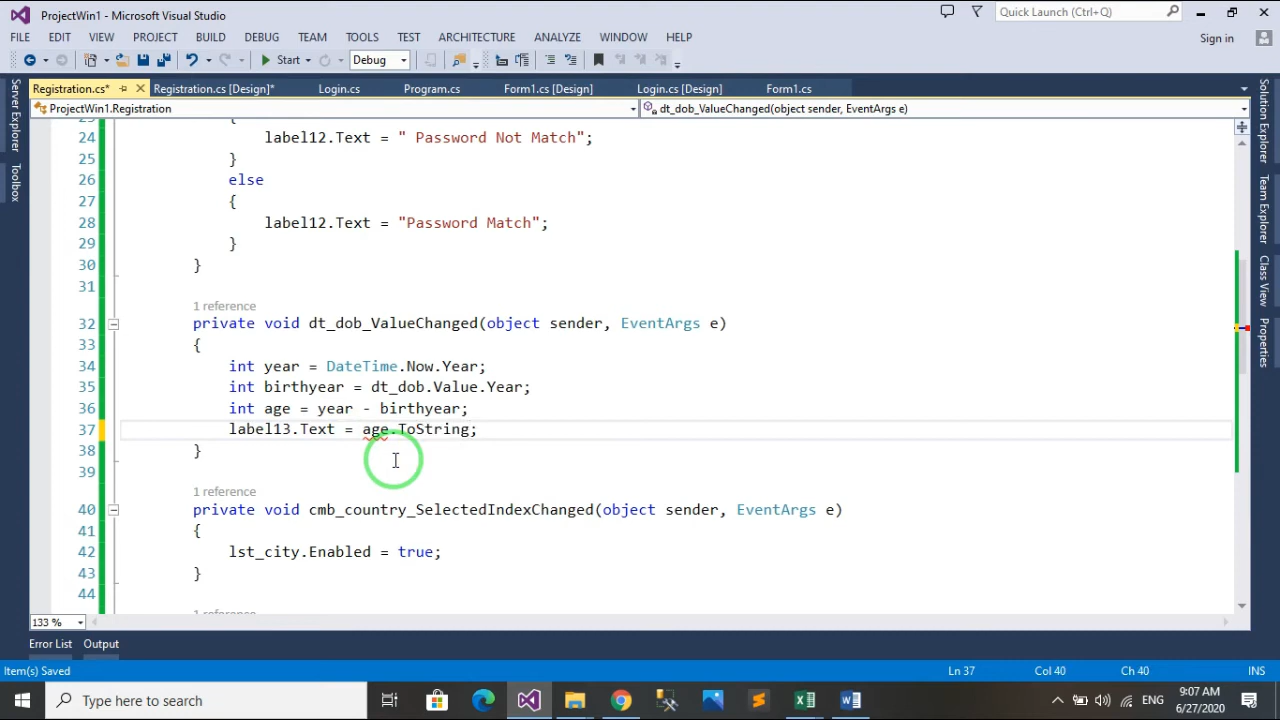 ProjectWin1 - Microsoft Visual Studio
Quick Launch (Ctrl+Q)
FILE EDIT VIEW PROJECT BUILD DEBUG TEAM TOOLS TEST ARCHITECTURE ANALYZE WINDOW HELP
Sign in
Start Debug
Registration.cs* Registration.cs [Design]* Login.cs Program.cs Form1.cs [Design] Login.cs [Design] Form1.cs
ProjectWin1.Registration dt_dob_ValueChanged(object sender, EventArgs e)
Server Explorer
Toolbox
Solution Explorer
Team Explorer
Class View
Properties
23 {
24 label12.Text = " Password Not Match";
25 }
26 else
27 {
28 label12.Text = "Password Match";
29 }
30 }
31
1 reference
32 private void dt_dob_ValueChanged(object sender, EventArgs e)
33 {
34 int year = DateTime.Now.Year;
35 int birthyear = dt_dob.Value.Year;
36 int age = year - birthyear;
37 label13.Text = age.ToString;
38 }
39
1 reference
40 private void cmb_country_SelectedIndexChanged(object sender, EventArgs e)
41 {
42 lst_city.Enabled = true;
43 }
44
1 reference
133 %
Error List Output
Item(s) Saved Ln 37 Col 40 Ch 40 INS
Type here to search
ENG
9:07 AM
6/27/2020